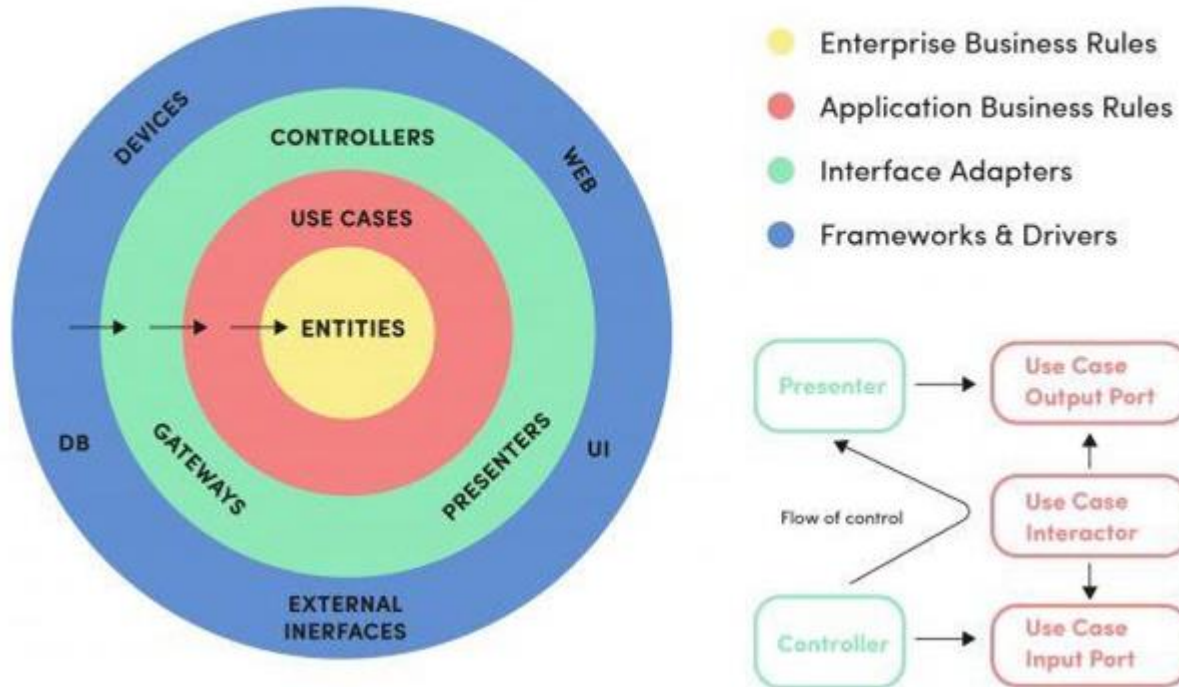 DEVICES
WEB
CONTROLLERS
USE CASES
ENTITIES
DB
GATEWAYS
PRESENTERS
UI
EXTERNAL
INERFACES
Enterprise Business Rules
Application Business Rules
Interface Adapters
Frameworks & Drivers
Presenter
Use Case
Output Port
Flow of control
Use Case
Interactor
Controller
Use Case
Input Port